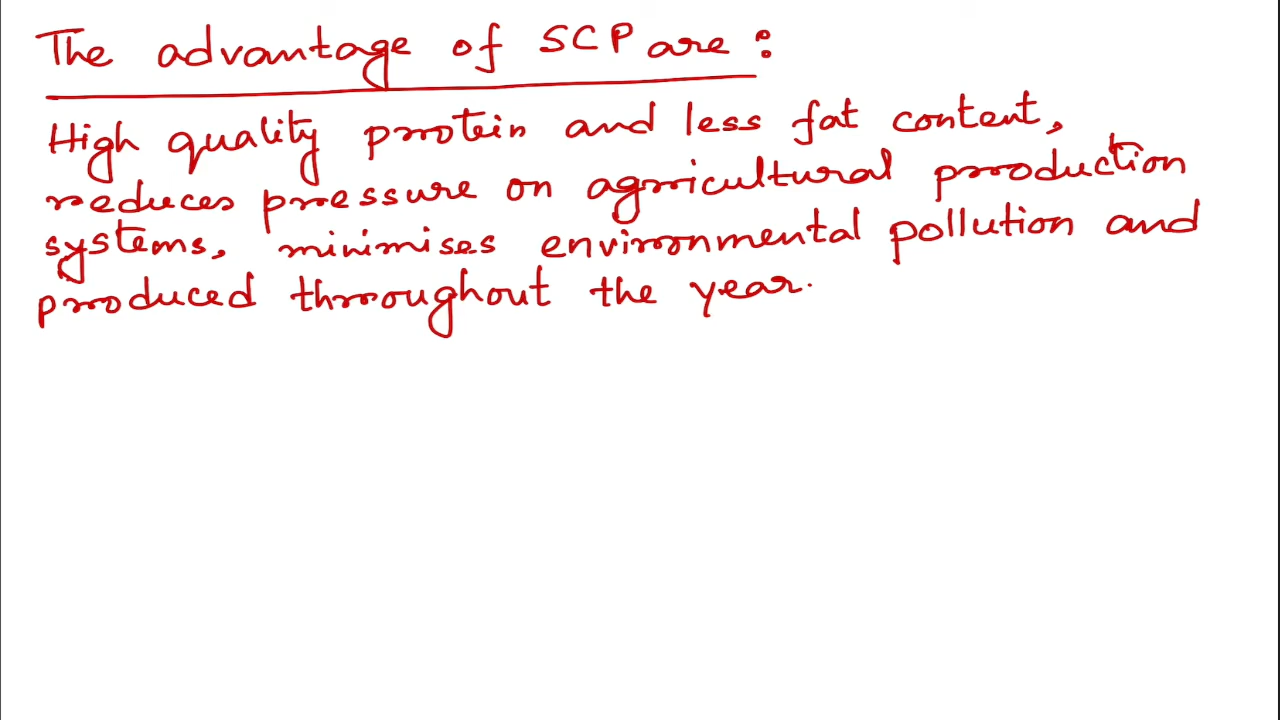 The advantage of SCP are:
High quality protein and less fat content,
reduces pressure on agricultural production
systems, minimises environmental pollution and
produced throughout the year.